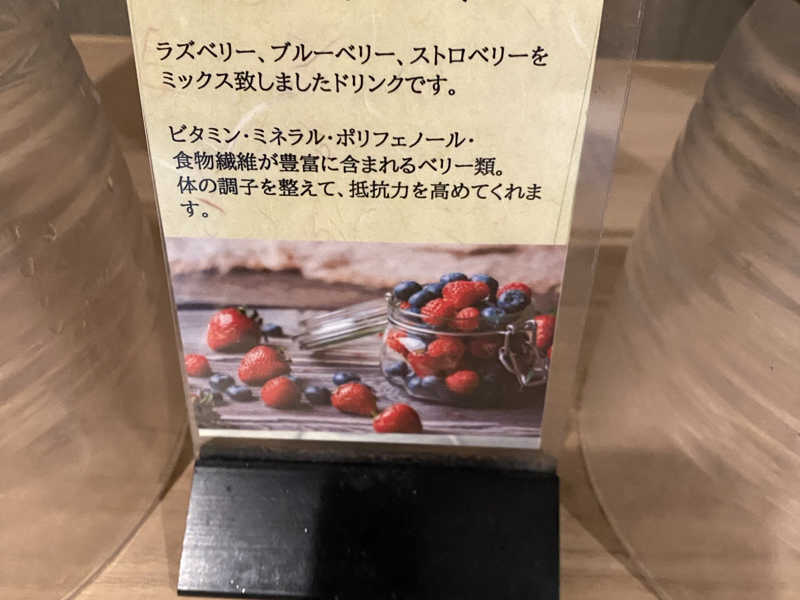 ラズベリー、ブルーベリー、ストロベリーを
ミックス致しましたドリンクです。
ビタミン・ミネラル・ポリフェノール・
食物繊維が豊富に含まれるベリー類。
体の調子を整えて、抵抗力を高めてくれま
す。